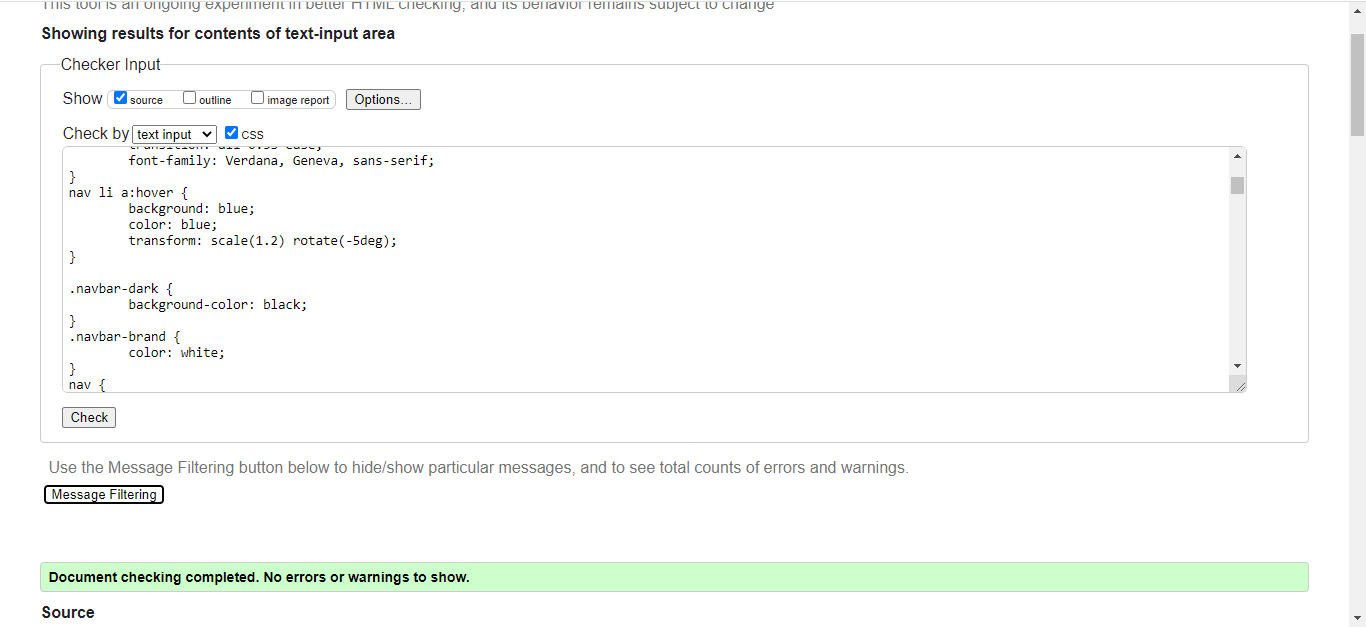 This tool is an ongoing experiment in better HTML checking, and its behavior remains subject to change
Showing results for contents of text-input area
Checker Input
Show source outline image report Options...
Check by text input css
transition: all 0.3s ease;
font-family: Verdana, Geneva, sans-serif;
}
nav li a:hover {
background: blue;
color: blue;
transform: scale(1.2) rotate(-5deg);
}
.navbar-dark {
background-color: black;
}
.navbar-brand {
color: white;
}
nav {
Check
Use the Message Filtering button below to hide/show particular messages, and to see total counts of errors and warnings.
Message Filtering
Document checking completed. No errors or warnings to show.
Source